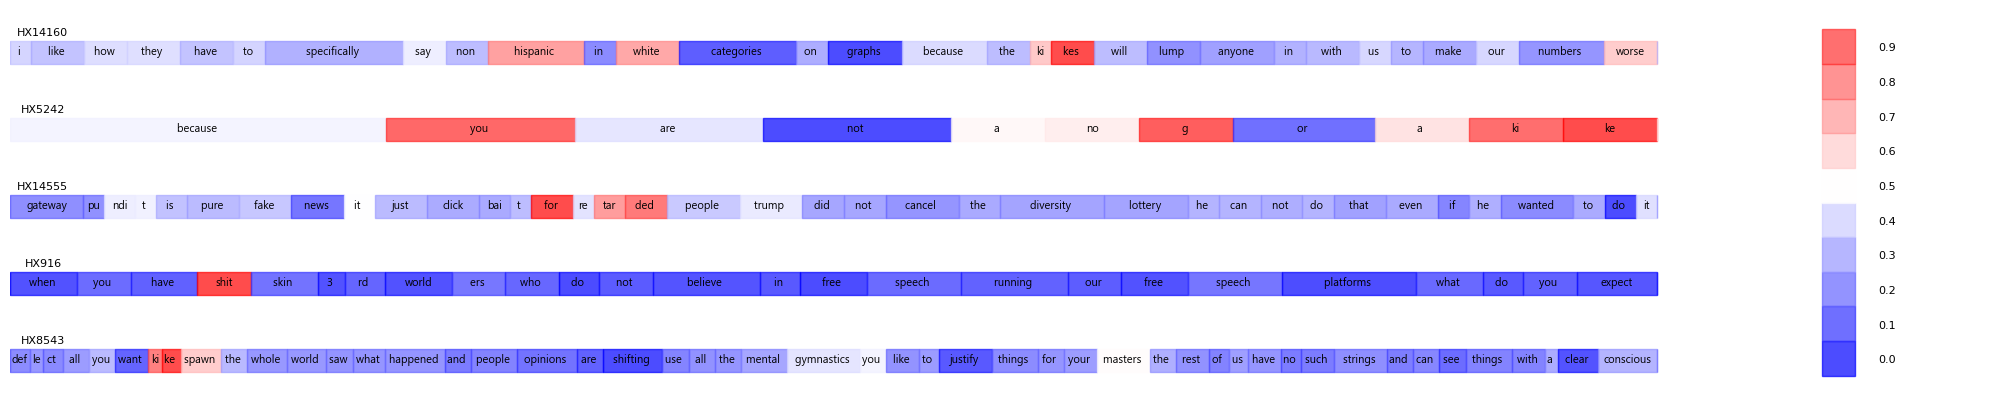 HX14160
i like how they have to specifically say non hispanic in white categories on graphs because the ki kes will lump anyone in with us to make our numbers worse
HX5242
because you are not a no g or a ki ke
HX14555
gateway pu ndi t is pure fake news it just click bai t for re tar ded people trump did not cancel the diversity lottery he can not do that even if he wanted to do it
HX916
when you have shit skin 3 rd world ers who do not believe in free speech running our free speech platforms what do you expect
HX8543
def le ct all you want ki ke spawn the whole world saw what happened and people opinions are shifting use all the mental gymnastics you like to justify things for your masters the rest of us have no such strings and can see things with a clear conscious
0.9
0.8
0.7
0.6
0.5
0.4
0.3
0.2
0.1
0.0